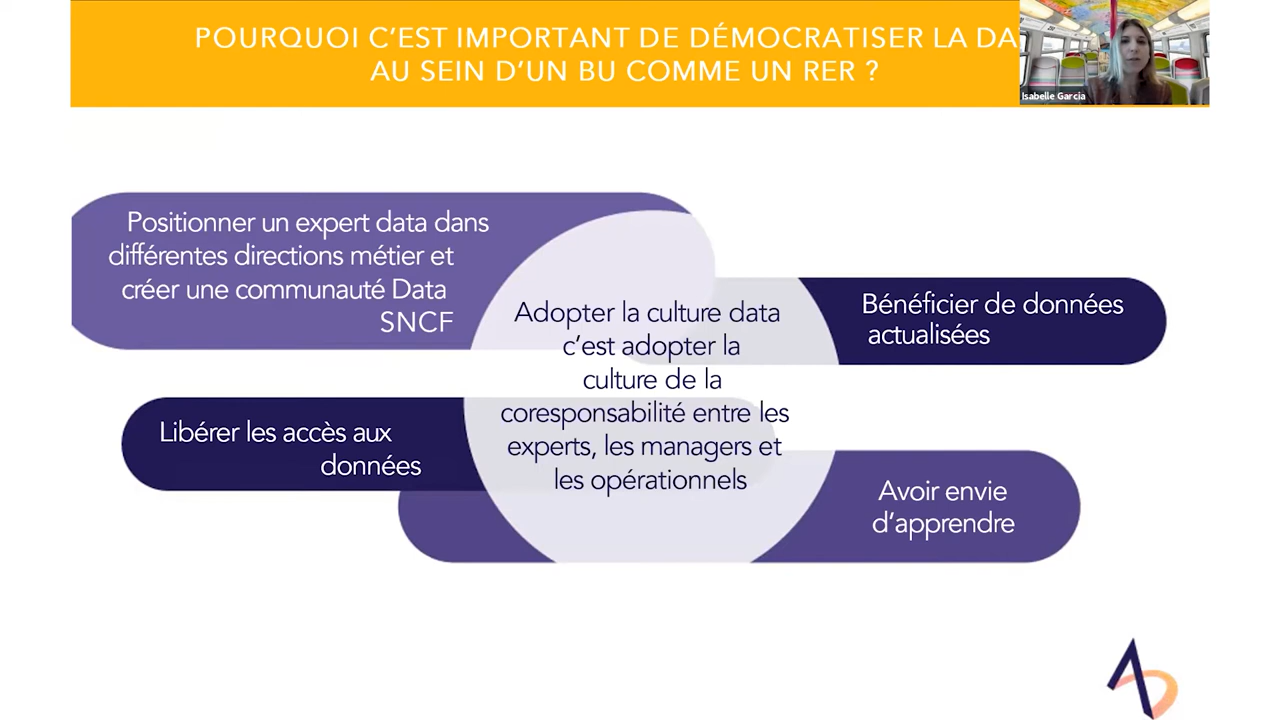 POURQUOI C'EST IMPORTANT DE DÉMOCRATISER LA
AU SEIN D'UN BU COMME UN RER ?
Isabelle Garcia
Positionner un expert data dans
différentes directions métier et
créer une communauté Data
SNCF
Adopter la culture data
c'est adopter la
culture de la
coresponsabilité entre les
experts, les managers et
les opérationnels
Bénéficier de données
actualisées
Libérer les accès aux
données
Avoir envie
d'apprendre